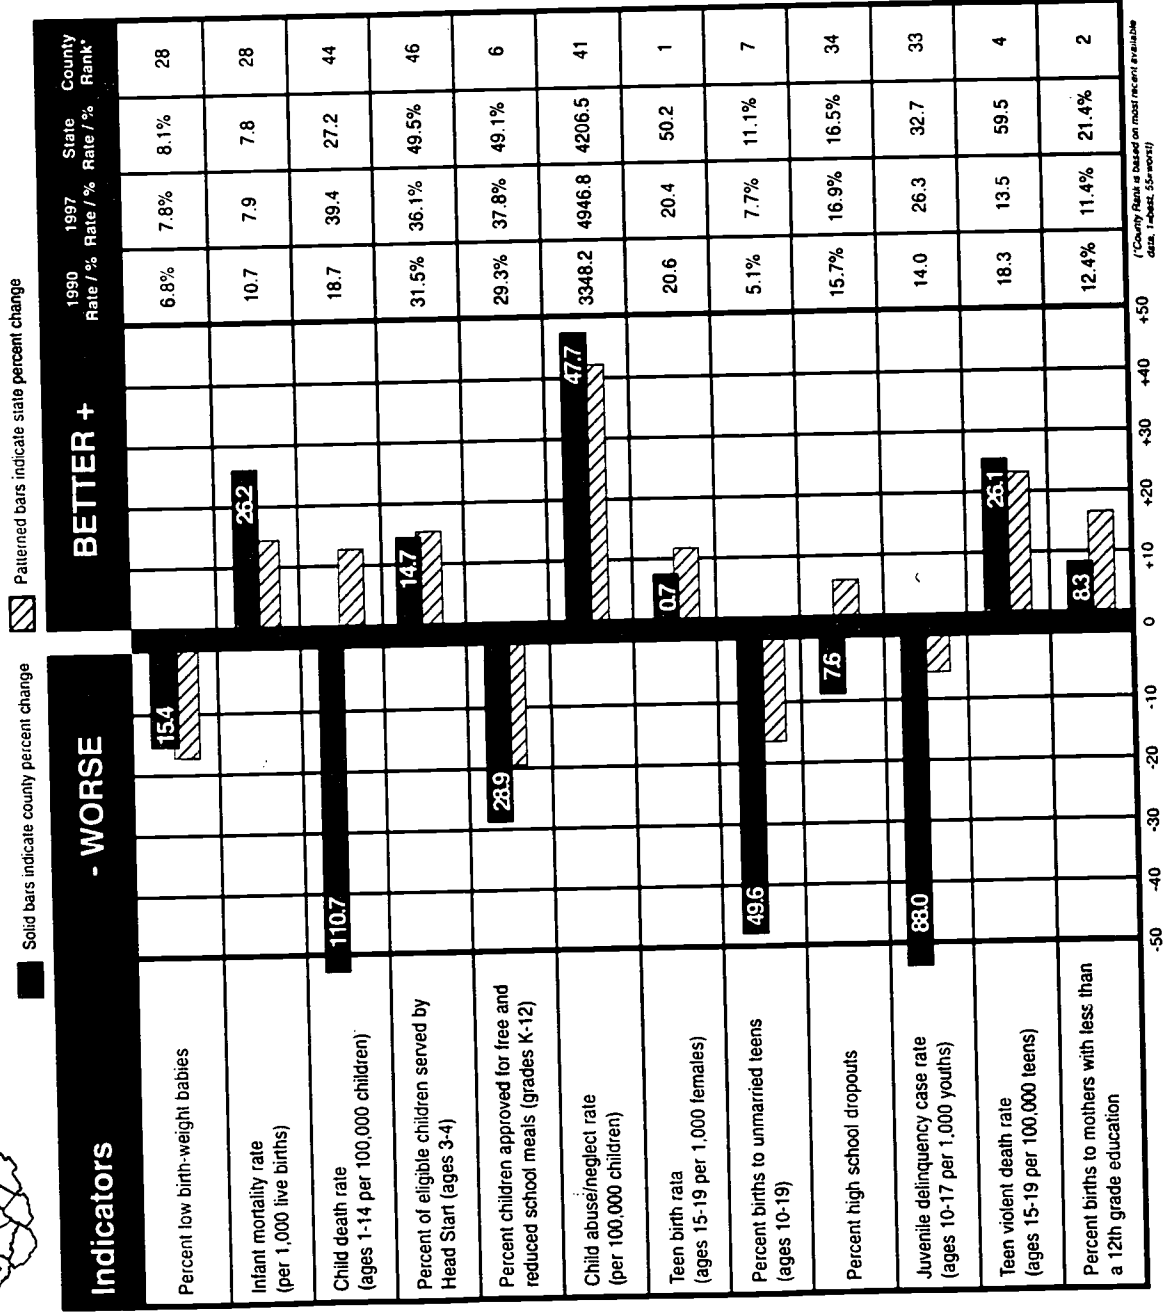 Solid bars indicate county percent change
Patterned bars indicate state percent change
Indicators
- WORSE
BETTER +
1990 Rate / %
1997 Rate / %
State Rate / %
County Rank*
Percent low birth-weight babies
15.4
6.8% 7.8% 8.1% 28
Infant mortality rate
(per 1,000 live births)
26.2
10.7 7.9 7.8 28
Child death rate
(ages 1-14 per 100,000 children)
110.7
18.7 39.4 27.2 44
Percent of eligible children served by
Head Start (ages 3-4)
14.7
31.5% 36.1% 49.5% 46
Percent children approved for free and
reduced school meals (grades K-12)
28.9
29.3% 37.8% 49.1% 6
Child abuse/neglect rate
(per 100,000 children)
47.7
3348.2 4946.8 4206.5 41
Teen birth rata
(ages 15-19 per 1,000 females)
0.7
20.6 20.4 50.2 1
Percent births to unmarried teens
(ages 10-19)
49.6
5.1% 7.7% 11.1% 7
Percent high school dropouts
7.6
15.7% 16.9% 16.5% 34
Juvenile delinquency case rate
(ages 10-17 per 1,000 youths)
88.0
14.0 26.3 32.7 33
Teen violent death rate
(ages 15-19 per 100,000 teens)
26.1
18.3 13.5 59.5 4
Percent births to mothers with less than
a 12th grade education
8.3
12.4% 11.4% 21.4% 2
-50 -40 -30 -20 -10 0 +10 +20 +30 +40 +50
(*County Rank is based on most recent available
data, 1=best, 55=worst)